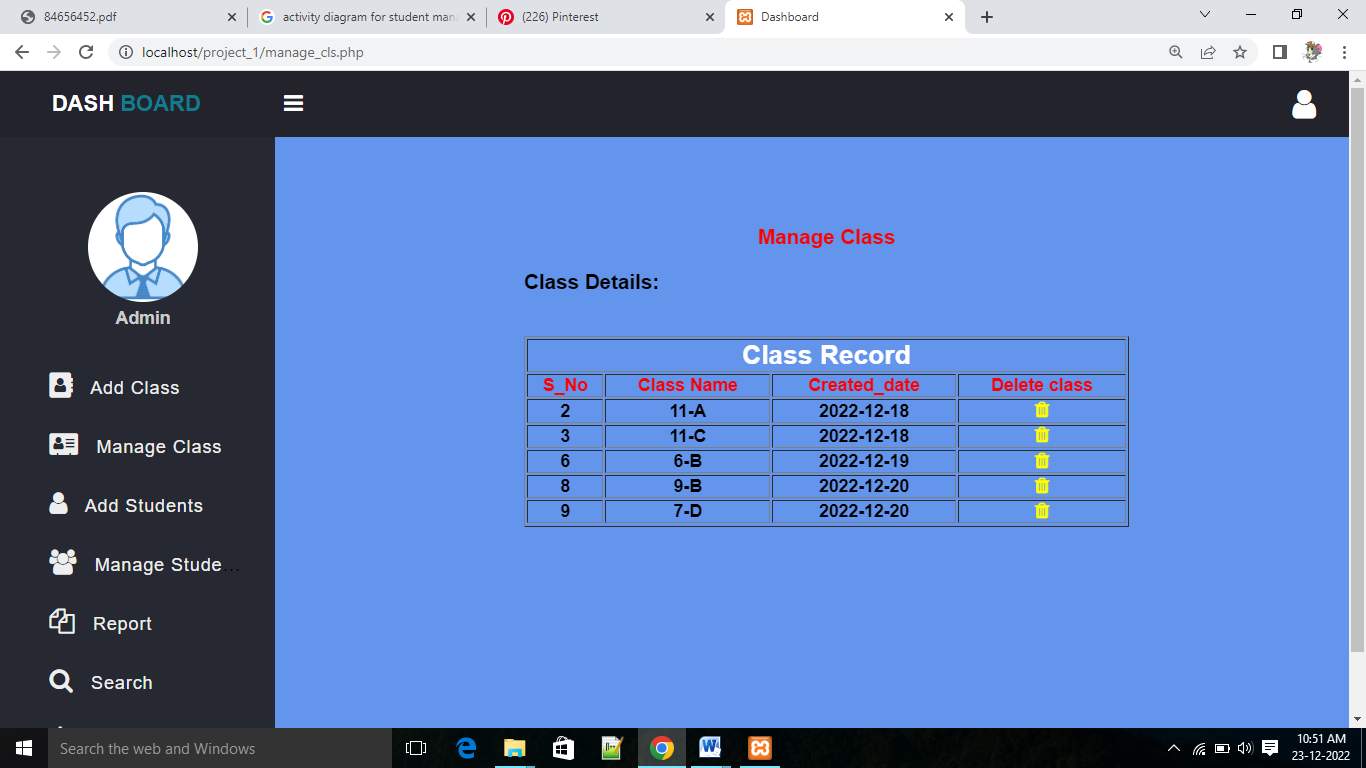 84656452.pdf
activity diagram for student man
(226) Pinterest
Dashboard
localhost/project_1/manage_cls.php
DASH BOARD
Admin
Add Class
Manage Class
Add Students
Manage Stude...
Report
Search
Manage Class
Class Details:
Class Record
S_No Class Name Created_date Delete class
2 11-A 2022-12-18
3 11-C 2022-12-18
6 6-B 2022-12-19
8 9-B 2022-12-20
9 7-D 2022-12-20
Search the web and Windows
10:51 AM
23-12-2022